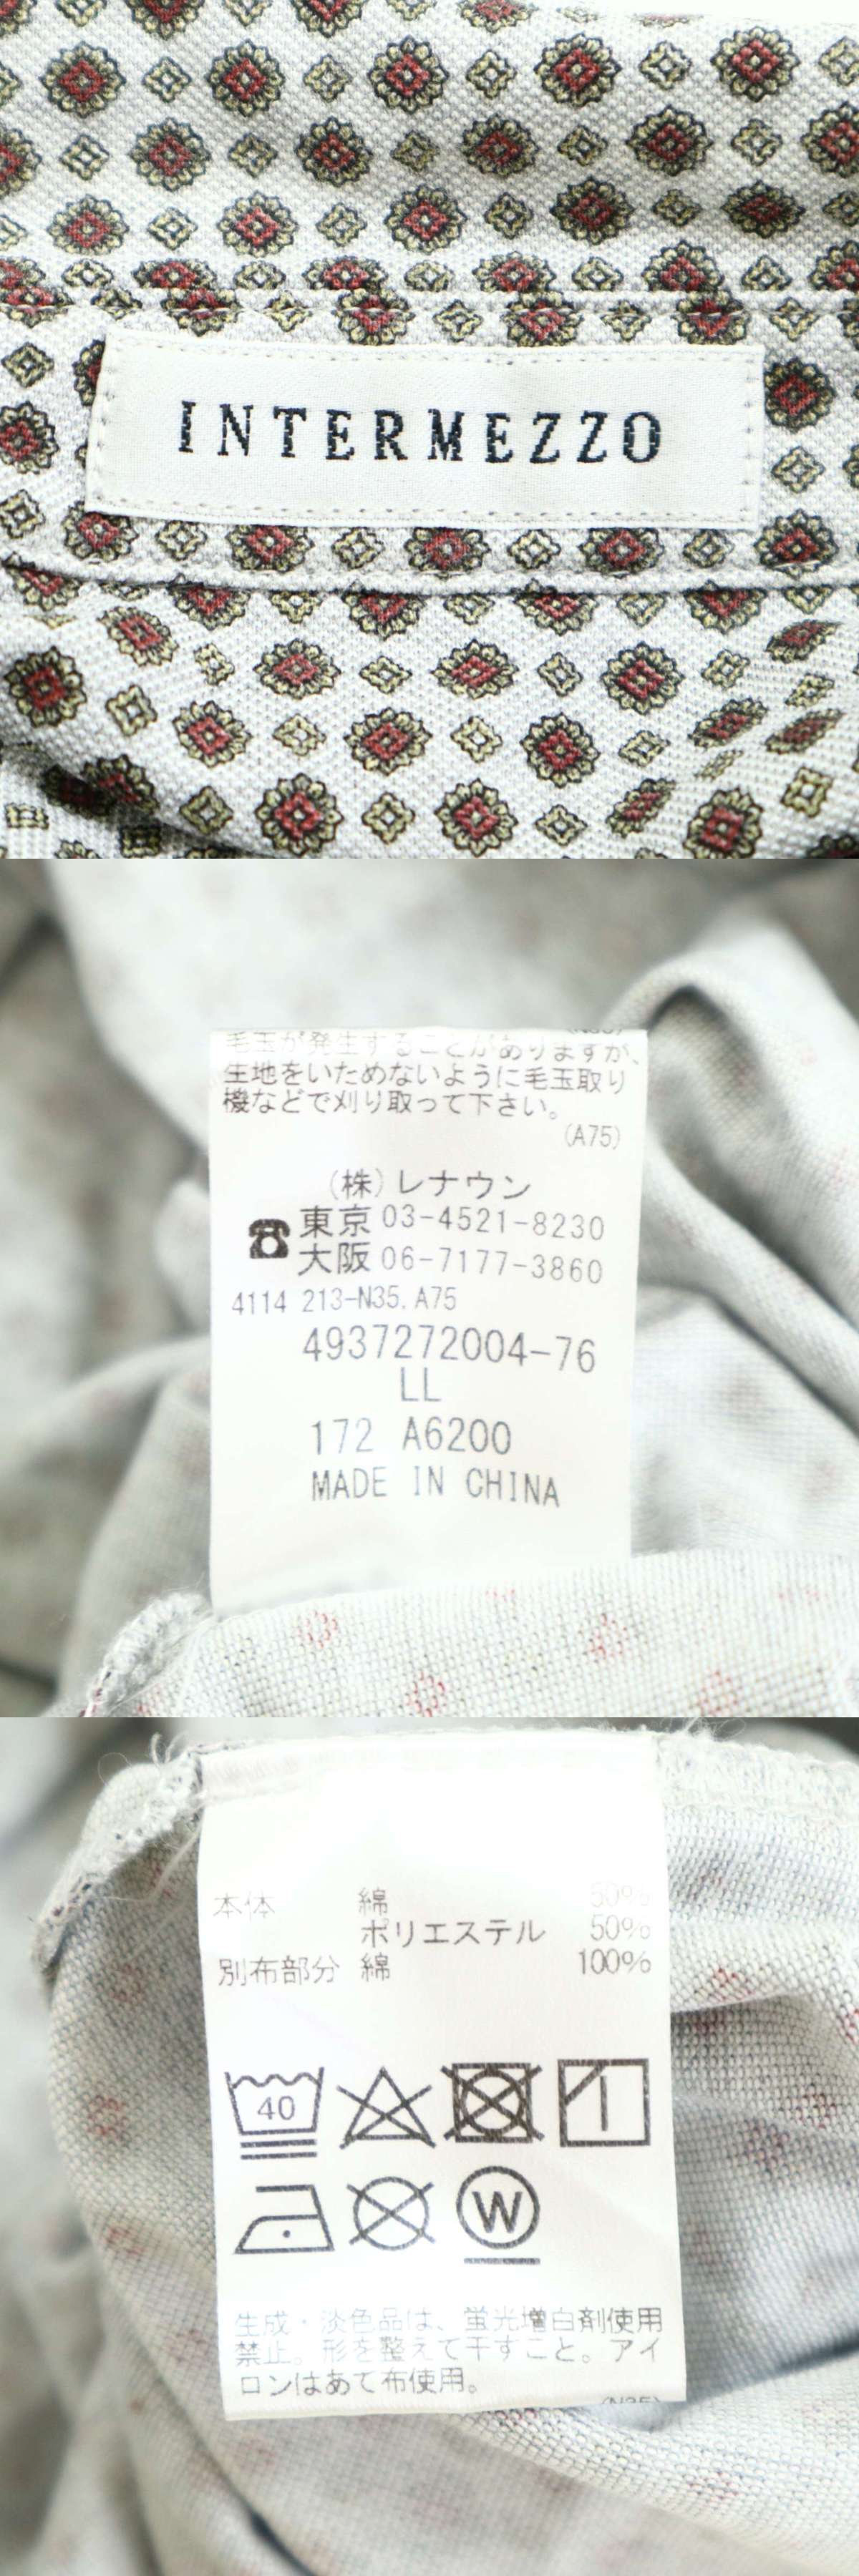 INTERMEZZO
毛玉が発生することがありますが、
生地をいためないように毛玉取り
機などで刈り取って下さい。
(A75)
(株)レナウン
☎東京 03-4521-8230
大阪 06-7177-3860
4114 213-N35.A75
4937272004-76
LL
172 A6200
MADE IN CHINA
本体 綿 50%
ポリエステル 50%
別布部分 綿 100%
40
W
生成・淡色品は、蛍光増白剤使用
禁止。形を整えて干すこと。アイ
ロンはあて布使用。